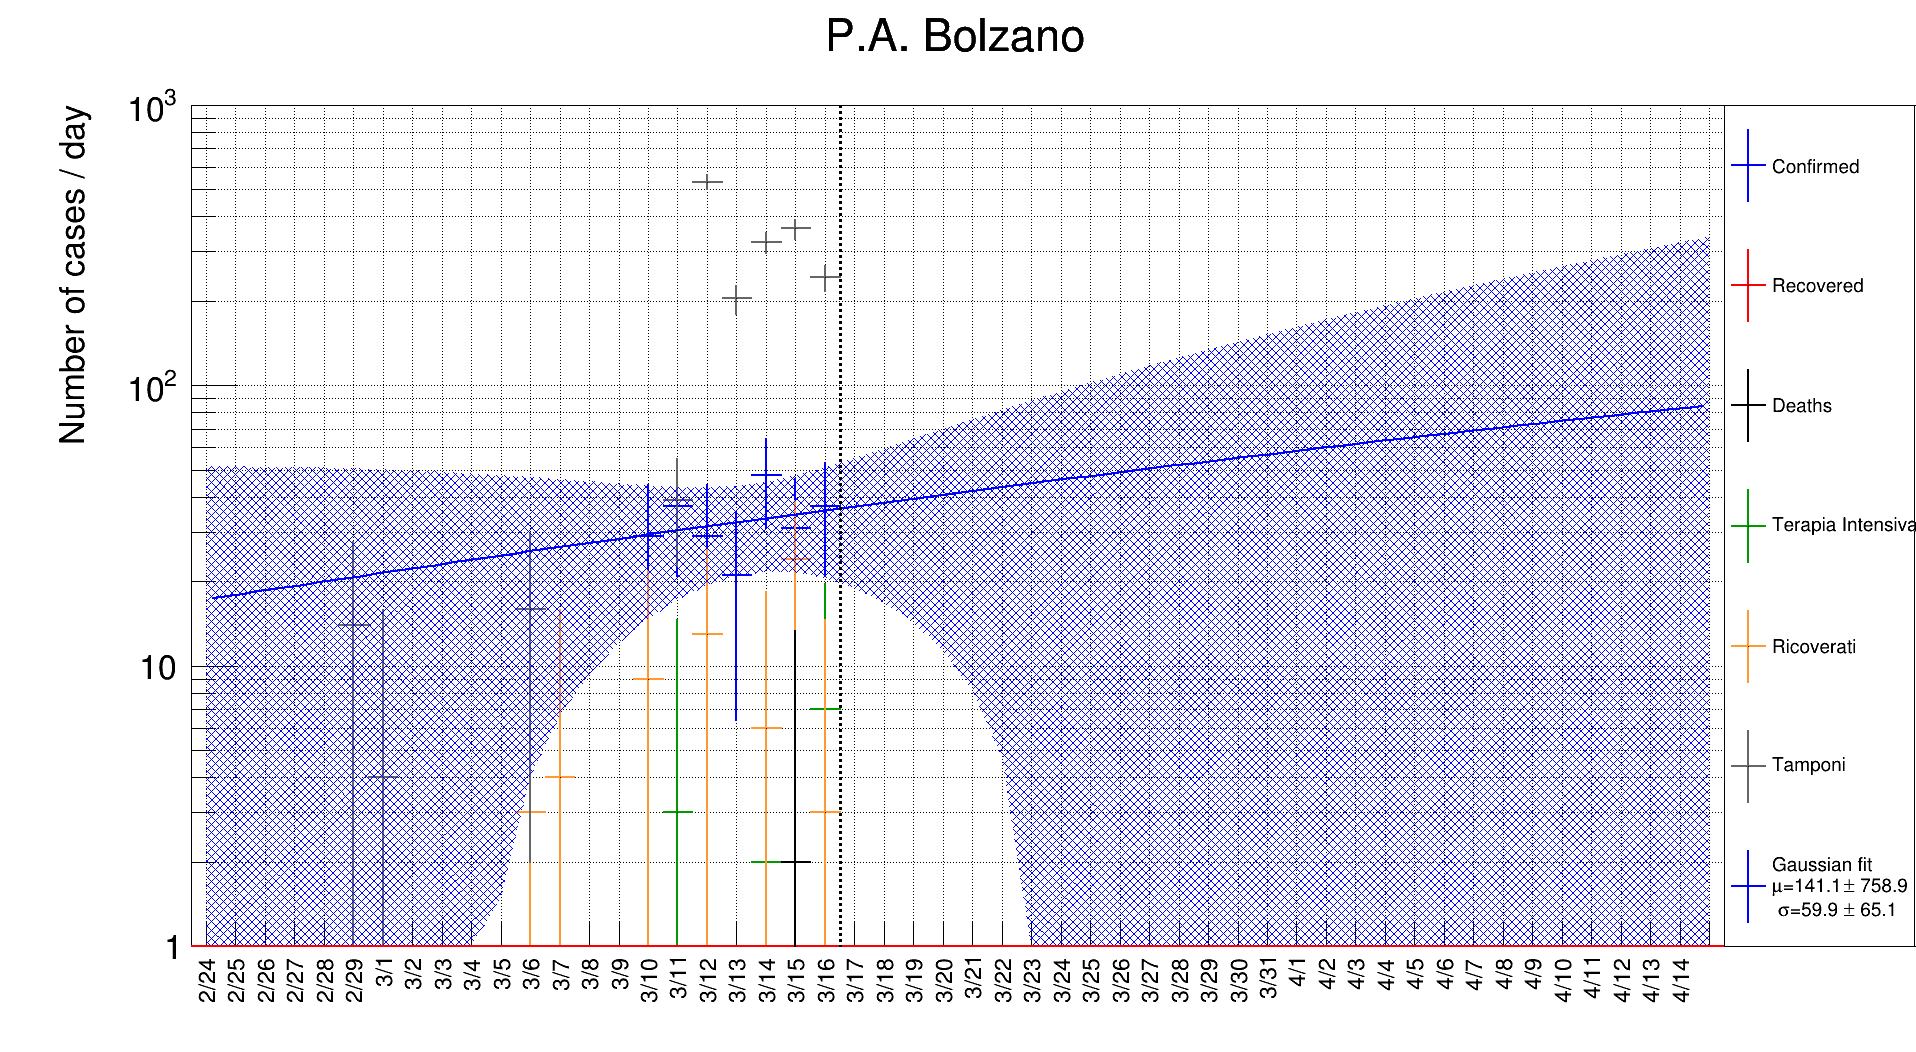 P.A. Bolzano
Number of cases / day
10³
10²
10
1
2/24 2/25 2/26 2/27 2/28 2/29 3/1 3/2 3/3 3/4 3/5 3/6 3/7 3/8 3/9 3/10 3/11 3/12 3/13 3/14 3/15 3/16 3/17 3/18 3/19 3/20 3/21 3/22 3/23 3/24 3/25 3/26 3/27 3/28 3/29 3/30 3/31 4/1 4/2 4/3 4/4 4/5 4/6 4/7 4/8 4/9 4/10 4/11 4/12 4/13 4/14
Confirmed
Recovered
Deaths
Terapia Intensiva
Ricoverati
Tamponi
Gaussian fit
μ=141.1± 758.9
σ=59.9 ± 65.1